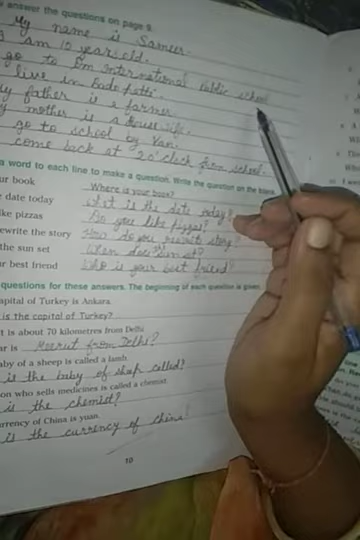 answer the questions on page 9.
My name is Sameer.
I am 10 year old.
go to Om International Public school
live in
father is a farmer.
mother is a House wife.
go to school by Van.
come back at 2 O'clock from school.
a word to each line to make a question. Write the question on the
ur book Where is your book?
e date today What is the date today?
ike pizzas Do you like pizzas?
ewrite the story How do you rewrite story?
the sun set When does sun set?
ur best friend Who is your best friend?
questions for these answers. The beginning of each question is given.
apital of Turkey is Ankara.
is the capital of Turkey?
t is about 70 kilometres from Delhi
ar is Meerut from Delhi?
aby of a sheep is called a lamb
is the baby of shap called?
on who sells medicines is called a chemist
is the chemist?
urrency of China is yuan.
is the currency of china?
10